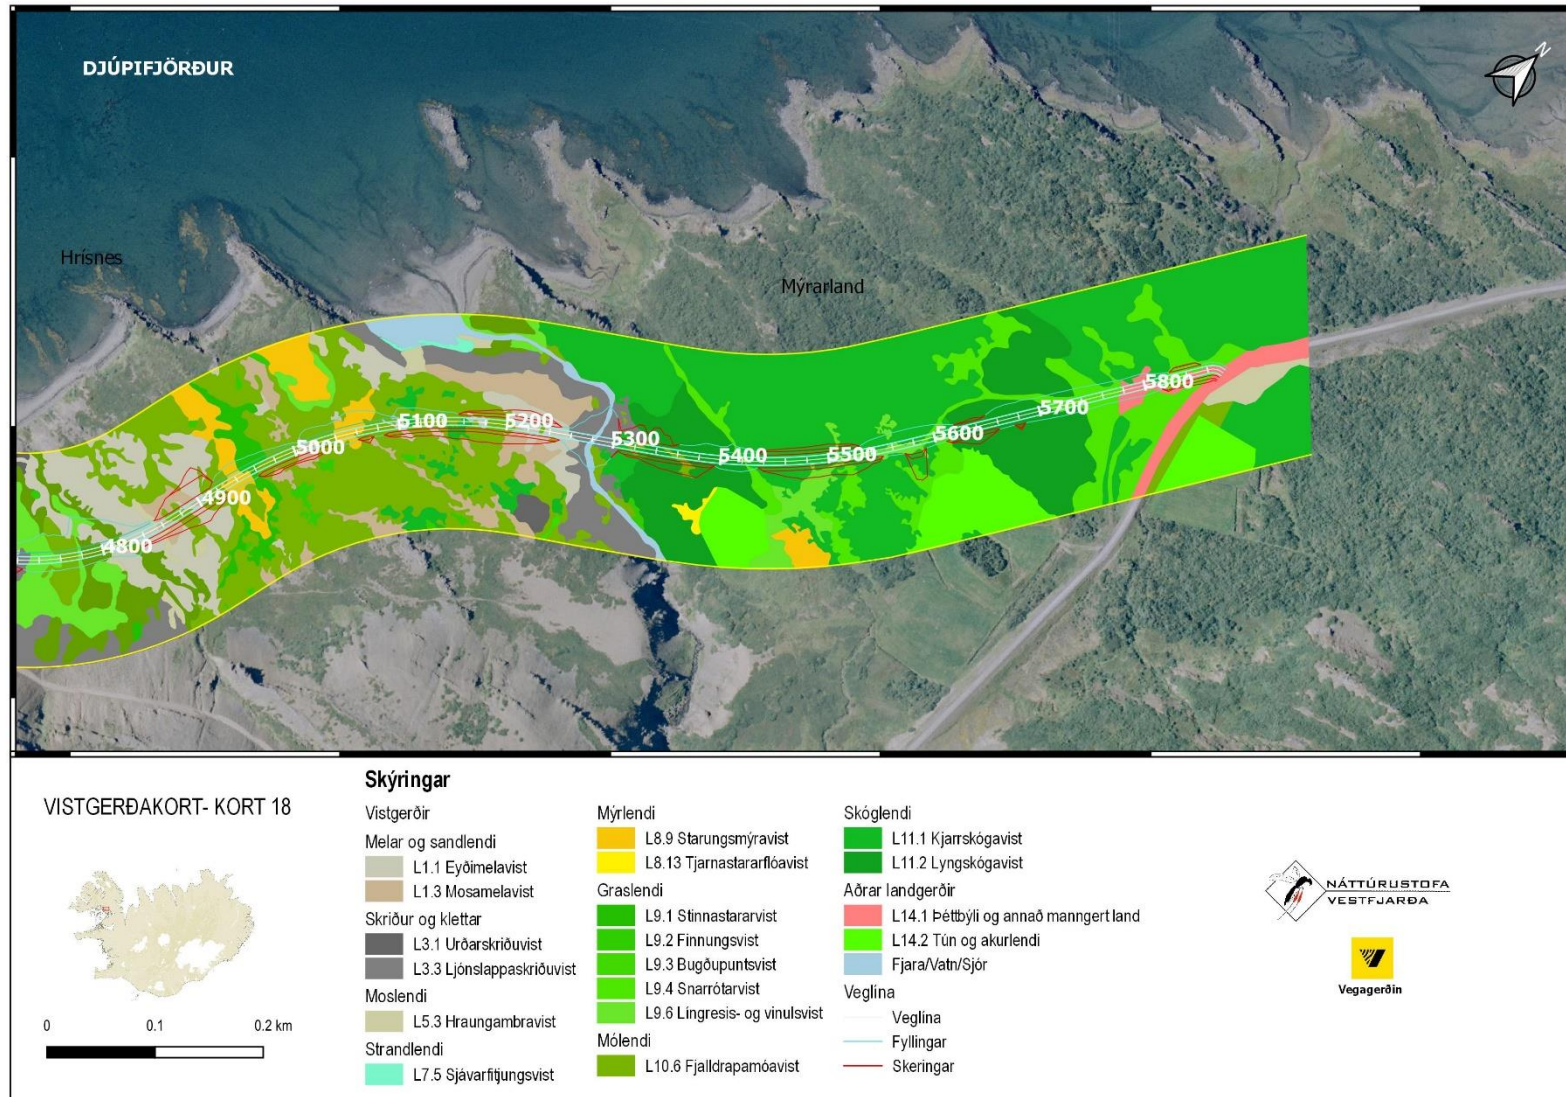 DJÚPIFJÖRÐUR
N
Hrísnes
Mýrarland
4800
4900
5000
5100
5200
5300
5400
5500
5600
5700
5800
VISTGERÐAKORT- KORT 18
0 0.1 0.2 km
Skýringar
Vistgerðir
Melar og sandlendi
L1.1 Eyðimelavist
L1.3 Mosamelavist
Skriður og klettar
L3.1 Urðarskriðuvist
L3.3 Ljónslappaskriðuvist
Moslendi
L5.3 Hraungambravist
Strandlendi
L7.5 Sjávarfitjungsvist
Mýrlendi
L8.9 Starungsmýravist
L8.13 Tjarnastararflóavist
Graslendi
L9.1 Stinnastararvist
L9.2 Finnungsvist
L9.3 Bugðupuntsvist
L9.4 Snarrótarvist
L9.6 Língresis- og vinulsvist
Mólendi
L10.6 Fjalldrapamóavist
Skóglendi
L11.1 Kjarrskógavist
L11.2 Lyngskógavist
Aðrar landgerðir
L14.1 Þéttbýli og annað manngert land
L14.2 Tún og akurlendi
Fjara/Vatn/Sjór
Veglína
Veglína
Fyllingar
Skeringar
NÁTTÚRUSTOFA
VESTFJARÐA
Vegagerðin